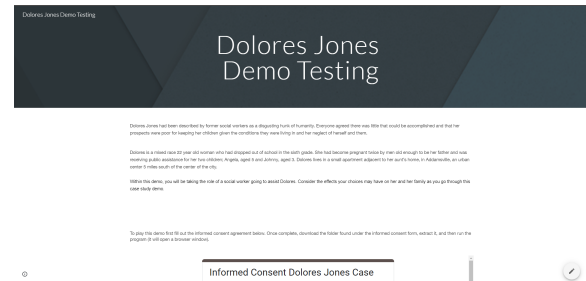 Dolores Jones Demo Testing
Dolores Jones
Demo Testing
Dolores Jones had been described by former social workers as a disgusting hunk of humanity. Everyone agreed there was little that could be accomplished and that her
prospects were poor for keeping her children given the conditions they were living in and her neglect of herself and them.
Dolores is a mixed race 22 year old woman who had dropped out of school in the sixth grade. She had become pregnant twice by men old enough to be her father and was
receiving public assistance for her two children: Angela, aged 5 and Johnny, aged 3. Dolores lives in a small apartment adjacent to her aunt's home, in Addamsville, an urban
center 5 miles south of the center of the city.
Within this demo, you will be taking the role of a social worker going to assist Dolores. Consider the effects your choices may have on her and her family as you go through this
case study demo.
To play this demo first fill out the informed consent agreement below. Once complete, download the folder found under the informed consent form, extract it, and then run the
program (it will open a browser window).
Informed Consent Dolores Jones Case